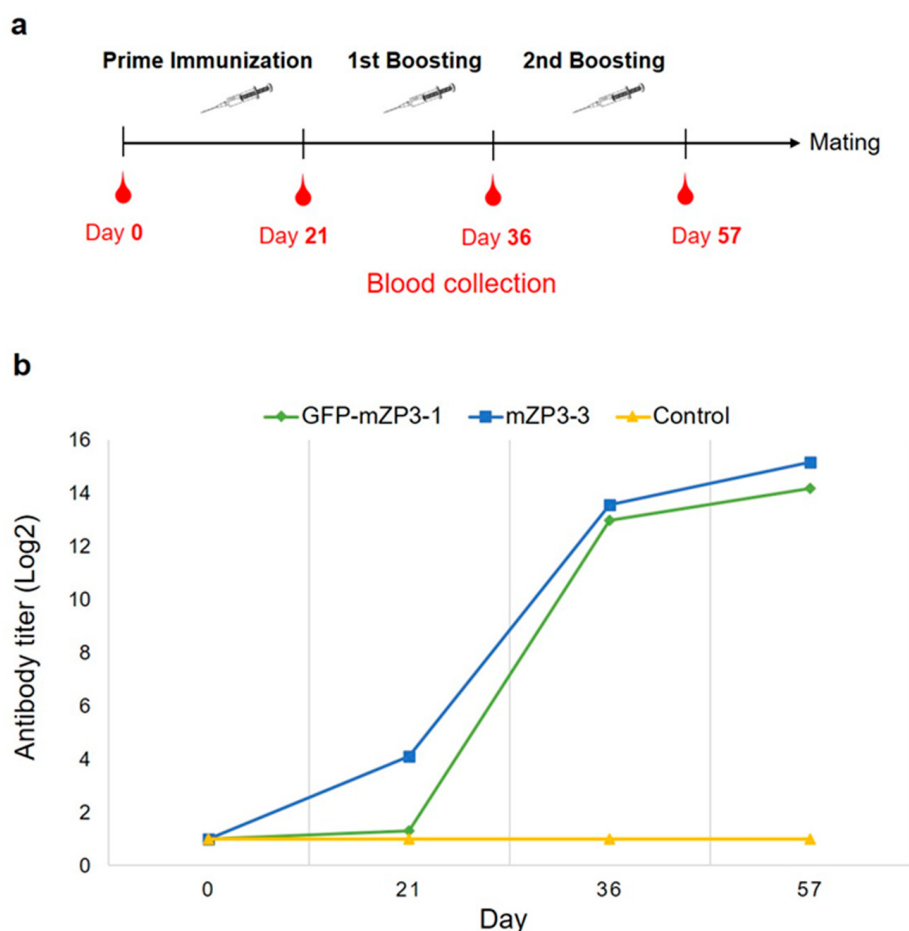 a
Prime Immunization 1st Boosting 2nd Boosting
Mating
Day 0 Day 21 Day 36 Day 57
Blood collection
b
GFP-mZP3-1 mZP3-3 Control
Antibody titer (Log2)
16
14
12
10
8
6
4
2
0
0 21 36 57
Day